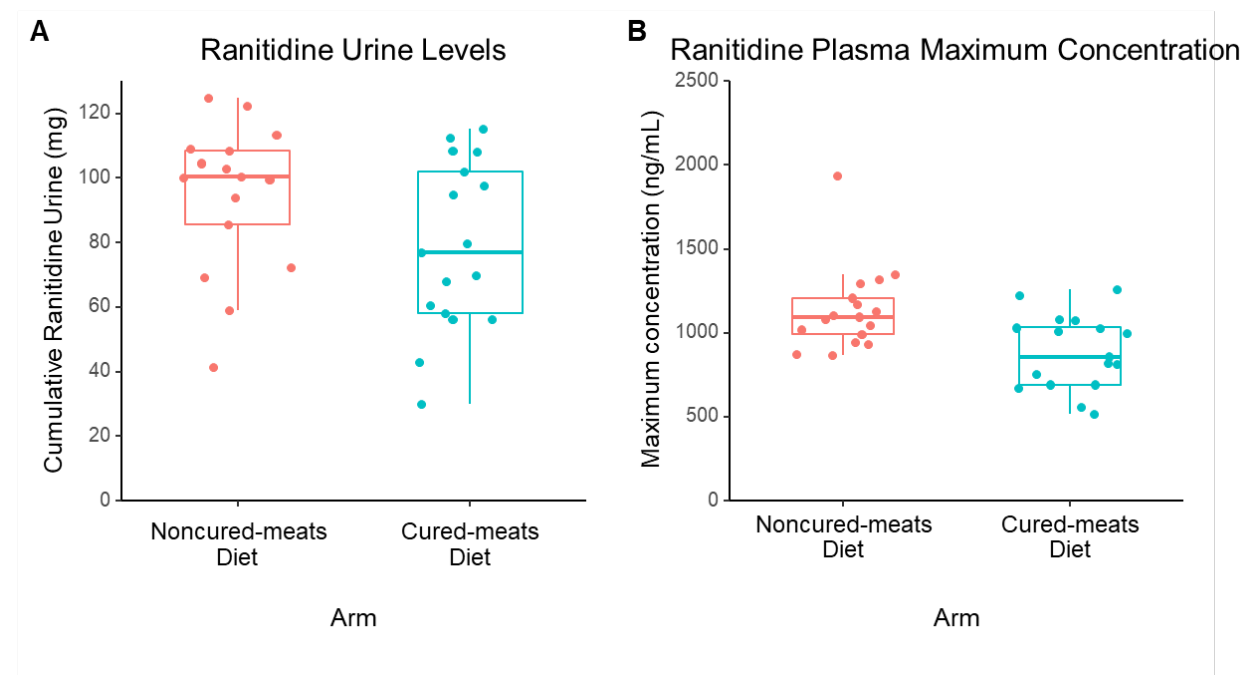 A
Ranitidine Urine Levels
Cumulative Ranitidine Urine (mg)
120
100
80
60
40
20
0
Noncured-meats
Diet
Cured-meats
Diet
Arm
B
Ranitidine Plasma Maximum Concentration
Maximum concentration (ng/mL)
2500
2000
1500
1000
500
0
Noncured-meats
Diet
Cured-meats
Diet
Arm